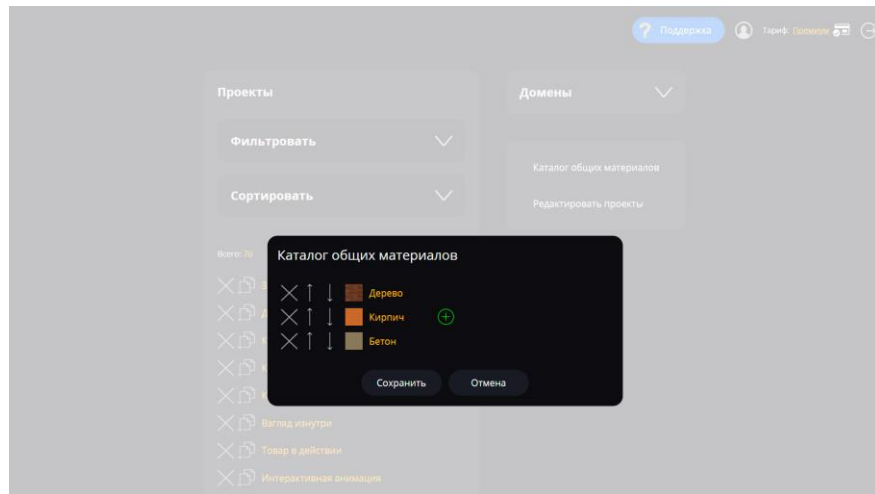 Поддержка
Тариф: Премиум
Проекты
Домены
Фильтровать
Каталог общих материалов
Сортировать
Редактировать проекты
Всего: 70
Каталог общих материалов
Дерево
Кирпич
Бетон
Сохранить Отмена
Взгляд изнутри
Товар в действии
Интерактивная анимация